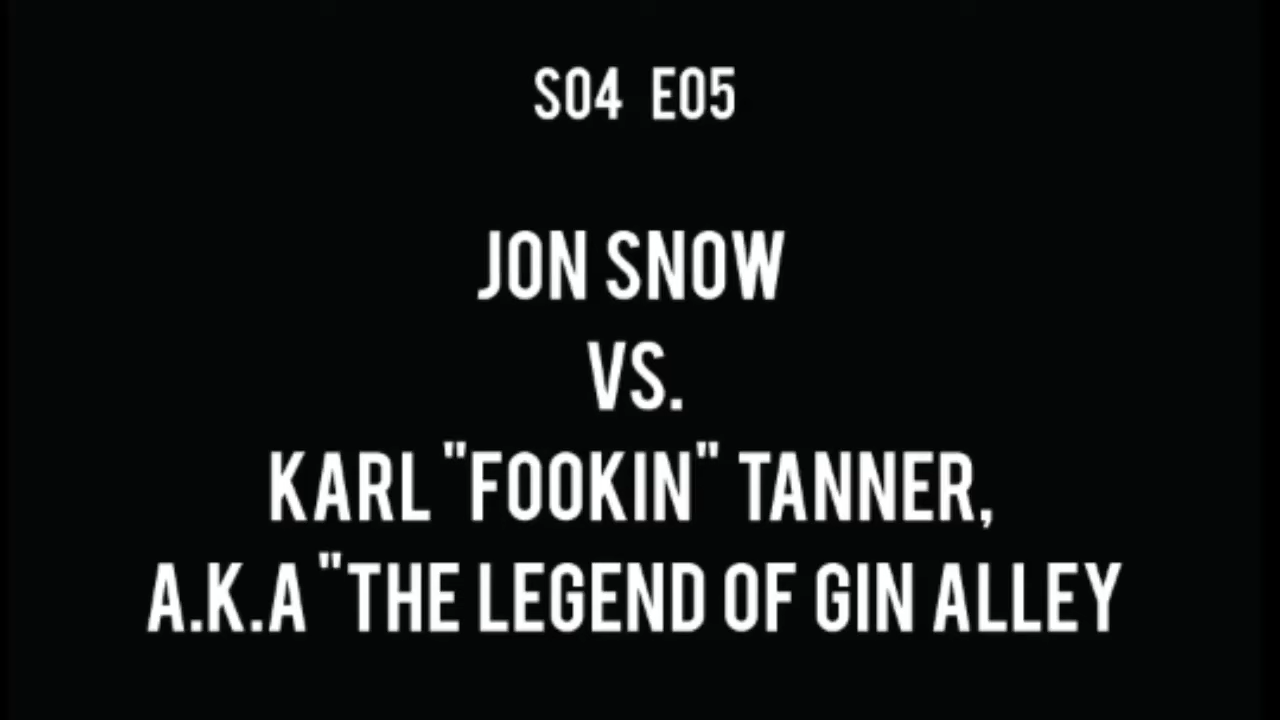 S04 E05
JON SNOW
VS.
KARL "FOOKIN" TANNER,
A.K.A "THE LEGEND OF GIN ALLEY